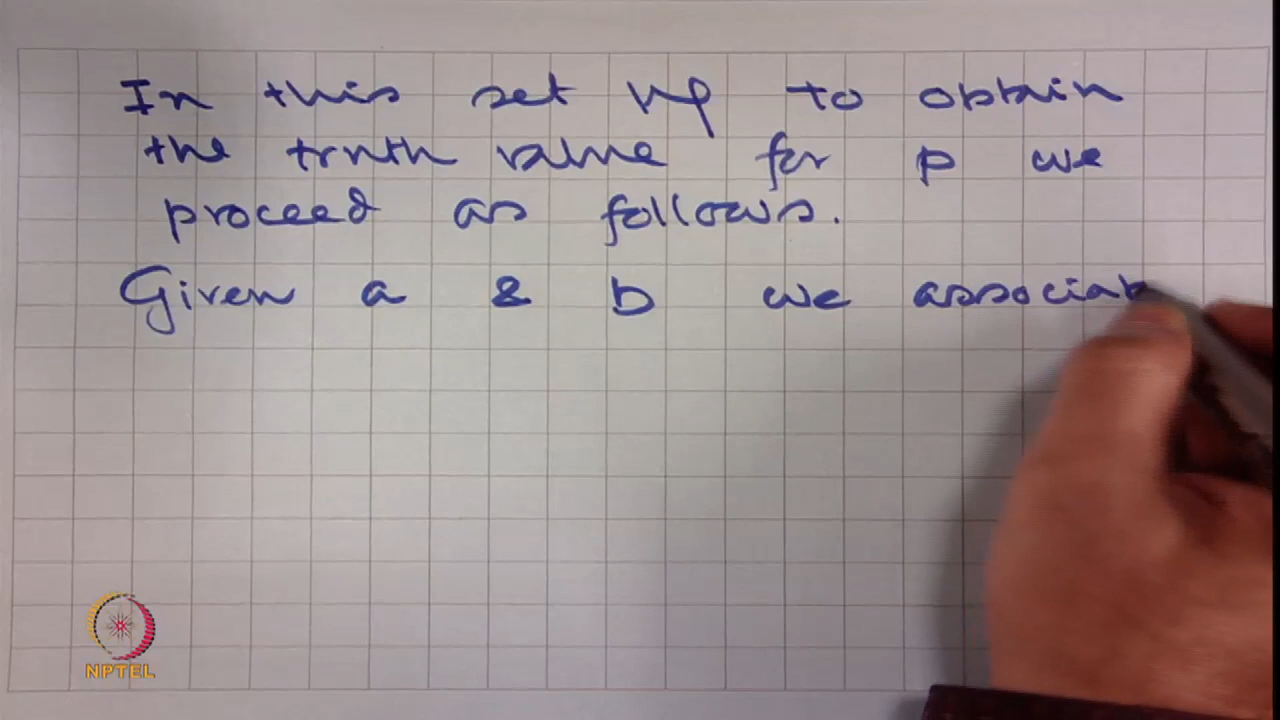 In this set up to obtain
the truth value for p we
proceed as follows.
Given a & b we associat
NPTEL